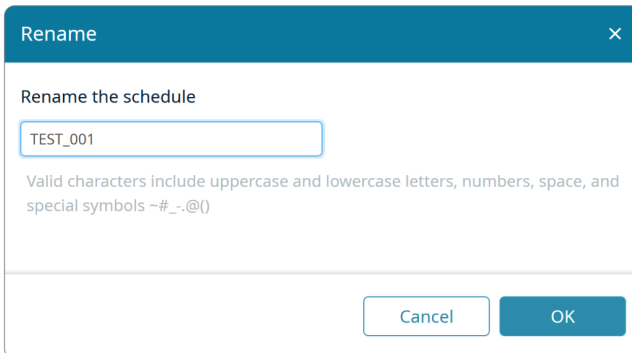 Rename
Rename the schedule
TEST_001
Valid characters include uppercase and lowercase letters, numbers, space, and
special symbols ~#_-.@()
Cancel
OK